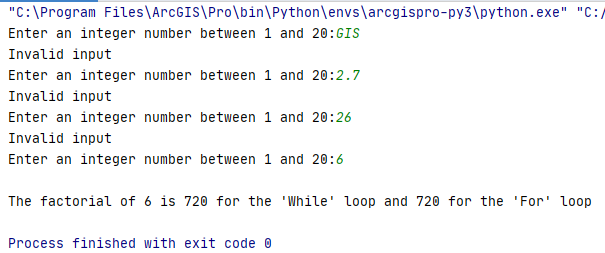 "C:\Program Files\ArcGIS\Pro\bin\Python\envs\arcgispro-py3\python.exe" "C:/
Enter an integer number between 1 and 20:GIS
Invalid input
Enter an integer number between 1 and 20:2.7
Invalid input
Enter an integer number between 1 and 20:26
Invalid input
Enter an integer number between 1 and 20:6
The factorial of 6 is 720 for the 'While' loop and 720 for the 'For' loop
Process finished with exit code 0